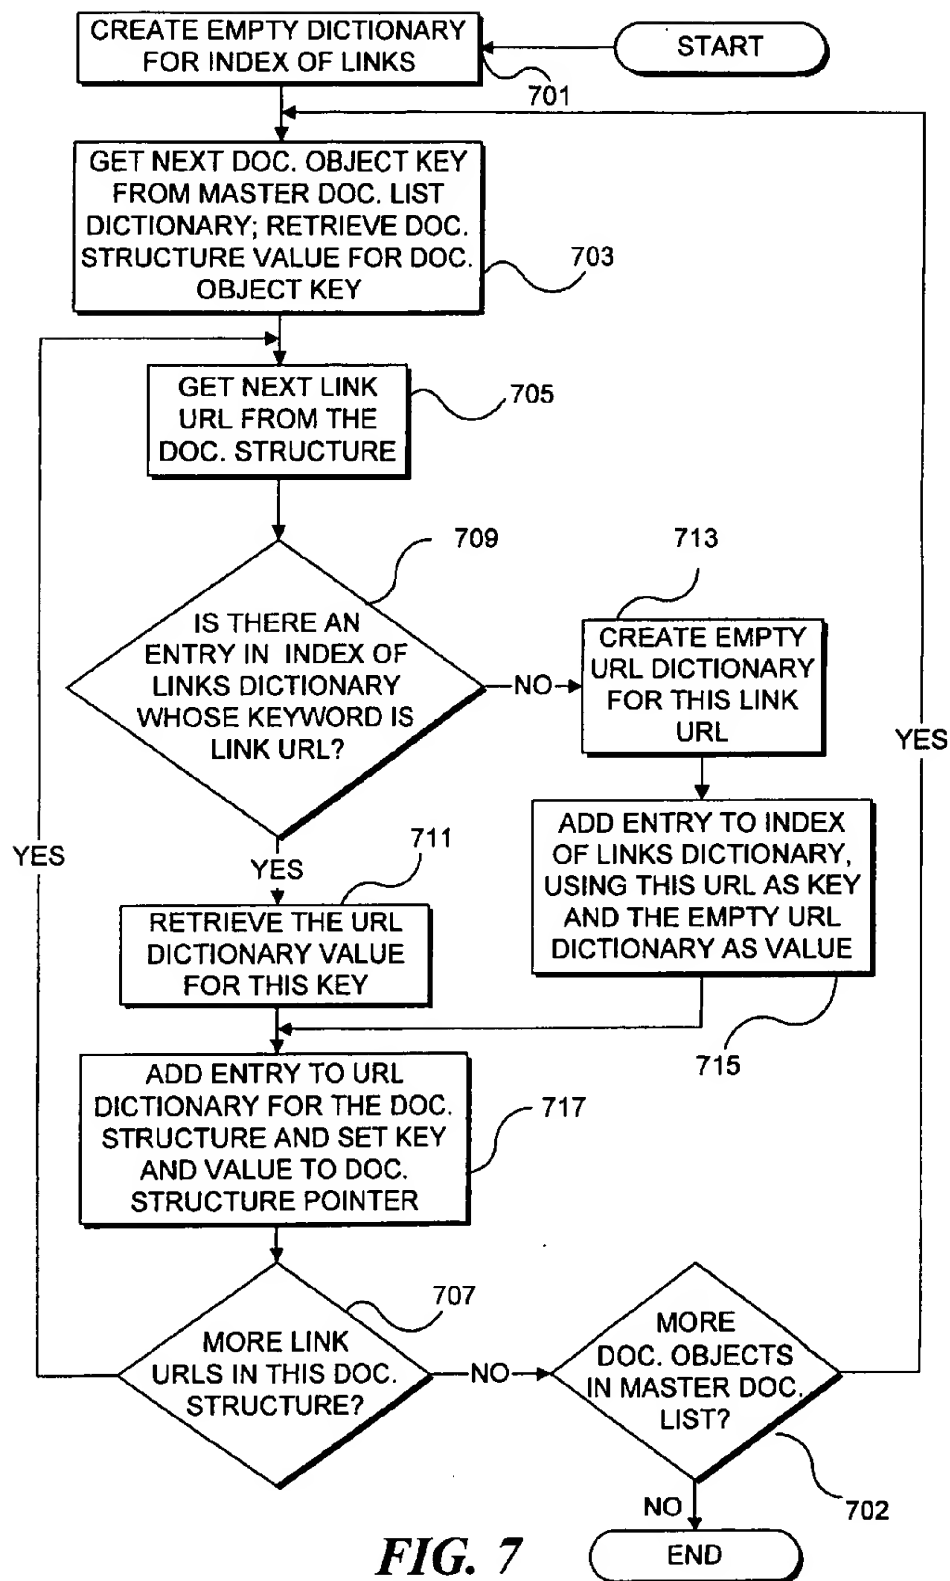 CREATE EMPTY DICTIONARY
FOR INDEX OF LINKS
START
701
GET NEXT DOC. OBJECT KEY
FROM MASTER DOC. LIST
DICTIONARY; RETRIEVE DOC.
STRUCTURE VALUE FOR DOC.
OBJECT KEY
703
GET NEXT LINK
URL FROM THE
DOC. STRUCTURE
705
709
IS THERE AN
ENTRY IN INDEX OF
LINKS DICTIONARY
WHOSE KEYWORD IS
LINK URL?
NO
713
CREATE EMPTY
URL DICTIONARY
FOR THIS LINK
URL
YES
ADD ENTRY TO INDEX
OF LINKS DICTIONARY,
USING THIS URL AS KEY
AND THE EMPTY URL
DICTIONARY AS VALUE
715
YES
YES
711
RETRIEVE THE URL
DICTIONARY VALUE
FOR THIS KEY
ADD ENTRY TO URL
DICTIONARY FOR THE DOC.
STRUCTURE AND SET KEY
AND VALUE TO DOC.
STRUCTURE POINTER
717
707
MORE LINK
URLS IN THIS DOC.
STRUCTURE?
NO
MORE
DOC. OBJECTS
IN MASTER DOC.
LIST?
702
NO
END
FIG. 7